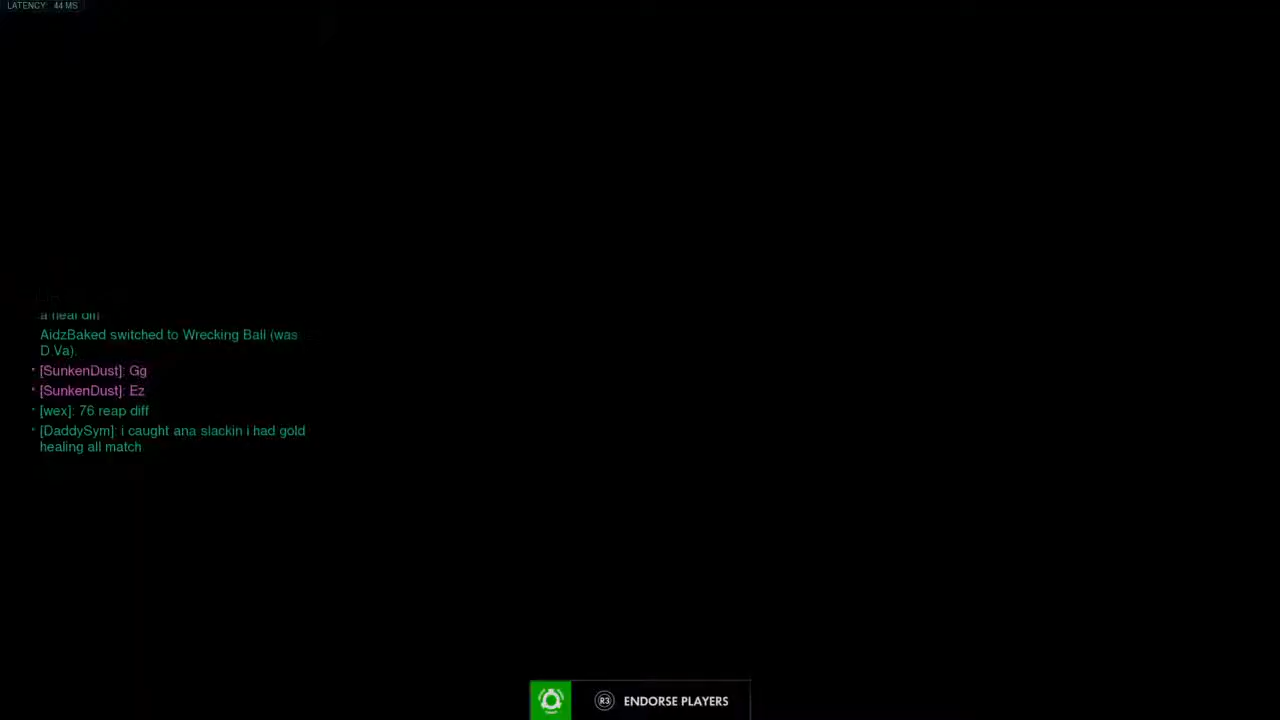 LATENCY: 44 MS
a heal diff
AidzBaked switched to Wrecking Ball (was
D.Va).
[SunkenDust]: Gg
[SunkenDust]: Ez
[wex]: 76 reap diff
[DaddySym]: i caught ana slackin i had gold
healing all match
R3 ENDORSE PLAYERS